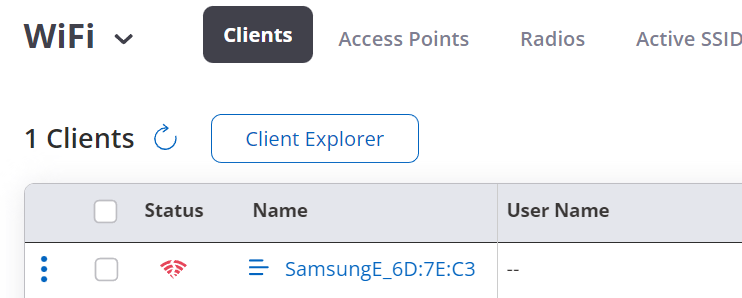 WiFi Clients Access Points Radios Active SSID
1 Clients Client Explorer
Status Name User Name
SamsungE_6D:7E:C3 --